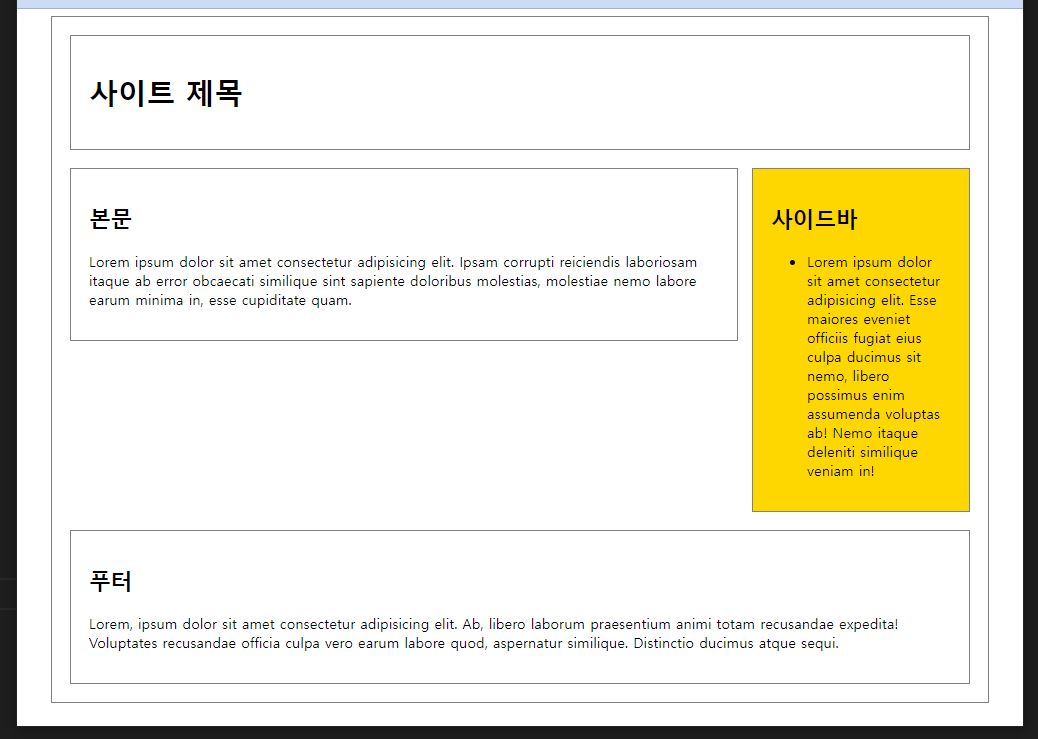 사이트 제목
본문
Lorem ipsum dolor sit amet consectetur adipisicing elit. Ipsam corrupti reiciendis laboriosam
itaque ab error obcaecati similique sint sapiente doloribus molestias, molestiae nemo labore
earum minima in, esse cupiditate quam.
사이드바
• Lorem ipsum dolor
sit amet consectetur
adipisicing elit. Esse
maiores eveniet
officiis fugiat eius
culpa ducimus sit
nemo, libero
possimus enim
assumenda voluptas
ab! Nemo itaque
deleniti similique
veniam in!
푸터
Lorem, ipsum dolor sit amet consectetur adipisicing elit. Ab, libero laborum praesentium animi totam recusandae expedita!
Voluptates recusandae officia culpa vero earum labore quod, aspernatur similique. Distinctio ducimus atque sequi.